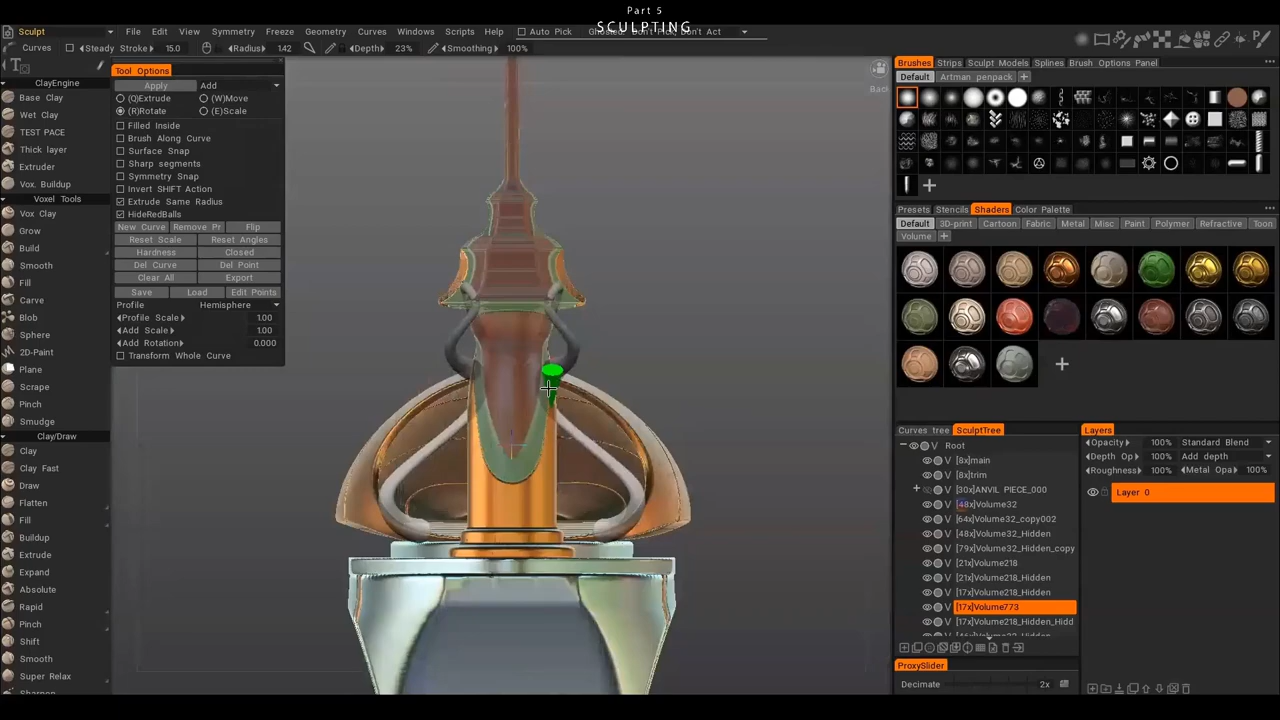 Part 5
SCULPTING
Sculpt File Edit View Symmetry Freeze Geometry Curves Windows Scripts Help Auto Pick Ghosted: Don't Pick, Don't Act
Curves Steady Stroke 15.0 Radius 1.42 Depth 23% Smoothing 100%
ClayEngine
Base Clay
Wet Clay
TEST PACE
Thick layer
Extruder
Vox. Buildup
Voxel Tools
Vox Clay
Grow
Build
Smooth
Fill
Carve
Blob
Sphere
2D-Paint
Plane
Scrape
Pinch
Smudge
Clay/Draw
Clay
Clay Fast
Draw
Flatten
Fill
Buildup
Extrude
Expand
Absolute
Rapid
Pinch
Shift
Smooth
Super Relax
Tool Options
Apply Add
(Q)Extrude (W)Move
(R)Rotate (E)Scale
Filled Inside
Brush Along Curve
Surface Snap
Sharp segments
Symmetry Snap
Invert SHIFT Action
Extrude Same Radius
HideRedBalls
New Curve Remove Pr Flip
Reset Scale Reset Angles
Hardness Closed
Del Curve Del Point
Clear All Export
Save Load Edit Points
Profile Hemisphere
Profile Scale 1.00
Add Scale 1.00
Add Rotation 0.000
Transform Whole Curve
Back
Brushes Strips Sculpt Models Splines Brush Options Panel
Default Artman penpack
Presets Stencils Shaders Color Palette
Default 3D-print Cartoon Fabric Metal Misc Paint Polymer Refractive Toon
Volume
Curves tree SculptTree
V Root
V [8x]main
V [8x]trim
V [30x]ANVIL PIECE_000
V [48x]Volume32
V [64x]Volume32_copy002
V [48x]Volume32_Hidden
V [79x]Volume32_Hidden_copy
V [21x]Volume218
V [21x]Volume218_Hidden
V [17x]Volume218_Hidden
V [17x]Volume773
V [17x]Volume218_Hidden_Hidd
ProxySlider
Decimate 2x
Layers
Opacity 100% Standard Blend
Depth Op 100% Add depth
Roughness 100% Metal Opa 100%
Layer 0